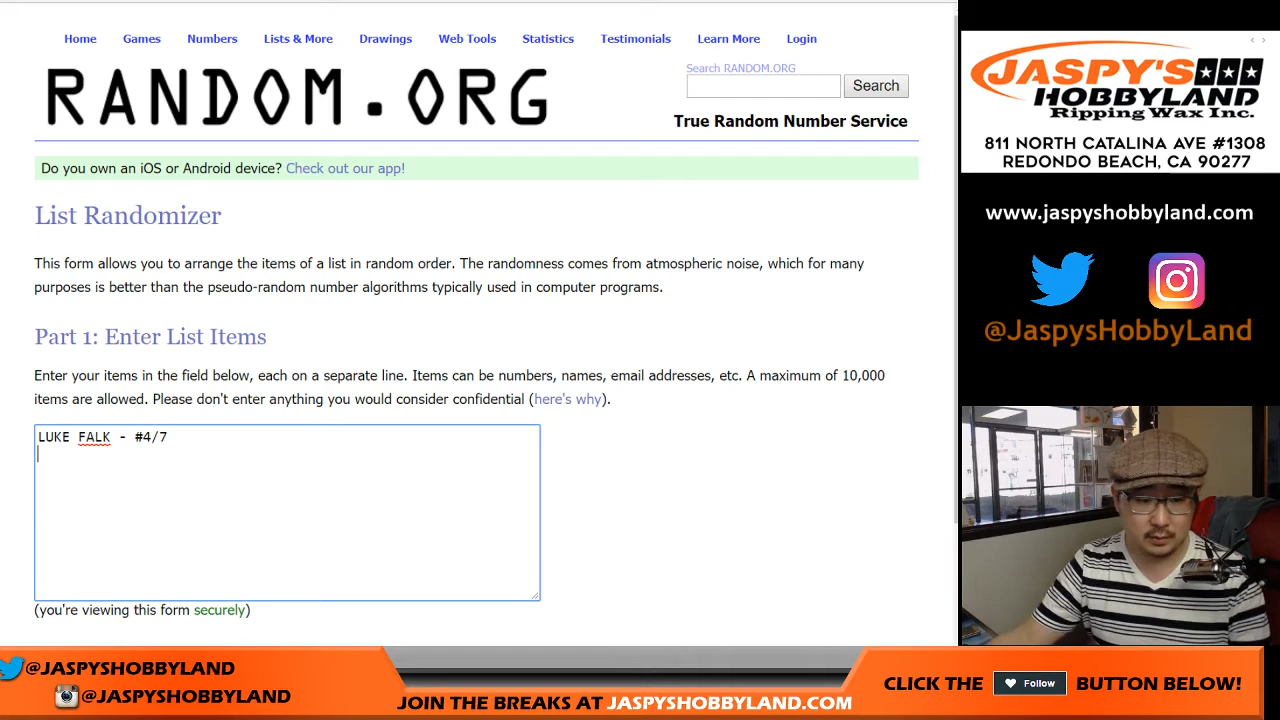 Home Games Numbers Lists & More Drawings Web Tools Statistics Testimonials Learn More Login
RANDOM.ORG
Search RANDOM.ORG
Search
True Random Number Service
Do you own an iOS or Android device? Check out our app!
List Randomizer
This form allows you to arrange the items of a list in random order. The randomness comes from atmospheric noise, which for many
purposes is better than the pseudo-random number algorithms typically used in computer programs.
Part 1: Enter List Items
Enter your items in the field below, each on a separate line. Items can be numbers, names, email addresses, etc. A maximum of 10,000
items are allowed. Please don't enter anything you would consider confidential (here's why).
LUKE FALK - #4/7
(you're viewing this form securely)
JASPY'S
HOBBYLAND
Ripping Wax Inc.
811 NORTH CATALINA AVE #1308
REDONDO BEACH, CA 90277
www.jaspyshobbyland.com
@JaspysHobbyLand
@JASPYSHOBBYLAND
@JASPYSHOBBYLAND
JOIN THE BREAKS AT JASPYSHOBBYLAND.COM
CLICK THE Follow BUTTON BELOW!